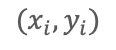 (xᵢ, yᵢ)